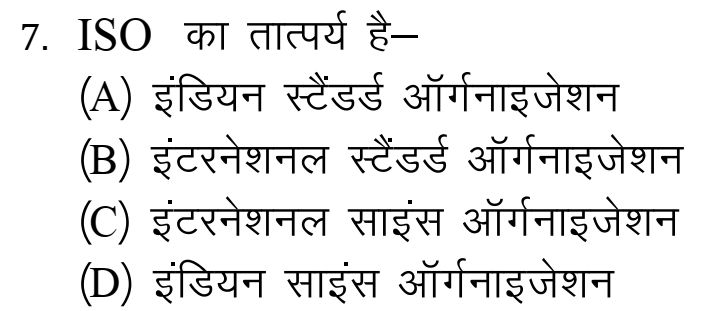 7. ISO का तात्पर्य है–
(A) इंडियन स्टैंडर्ड ऑर्गनाइजेशन
(B) इंटरनेशनल स्टैंडर्ड ऑर्गनाइजेशन
(C) इंटरनेशनल साइंस ऑर्गनाइजेशन
(D) इंडियन साइंस ऑर्गनाइजेशन